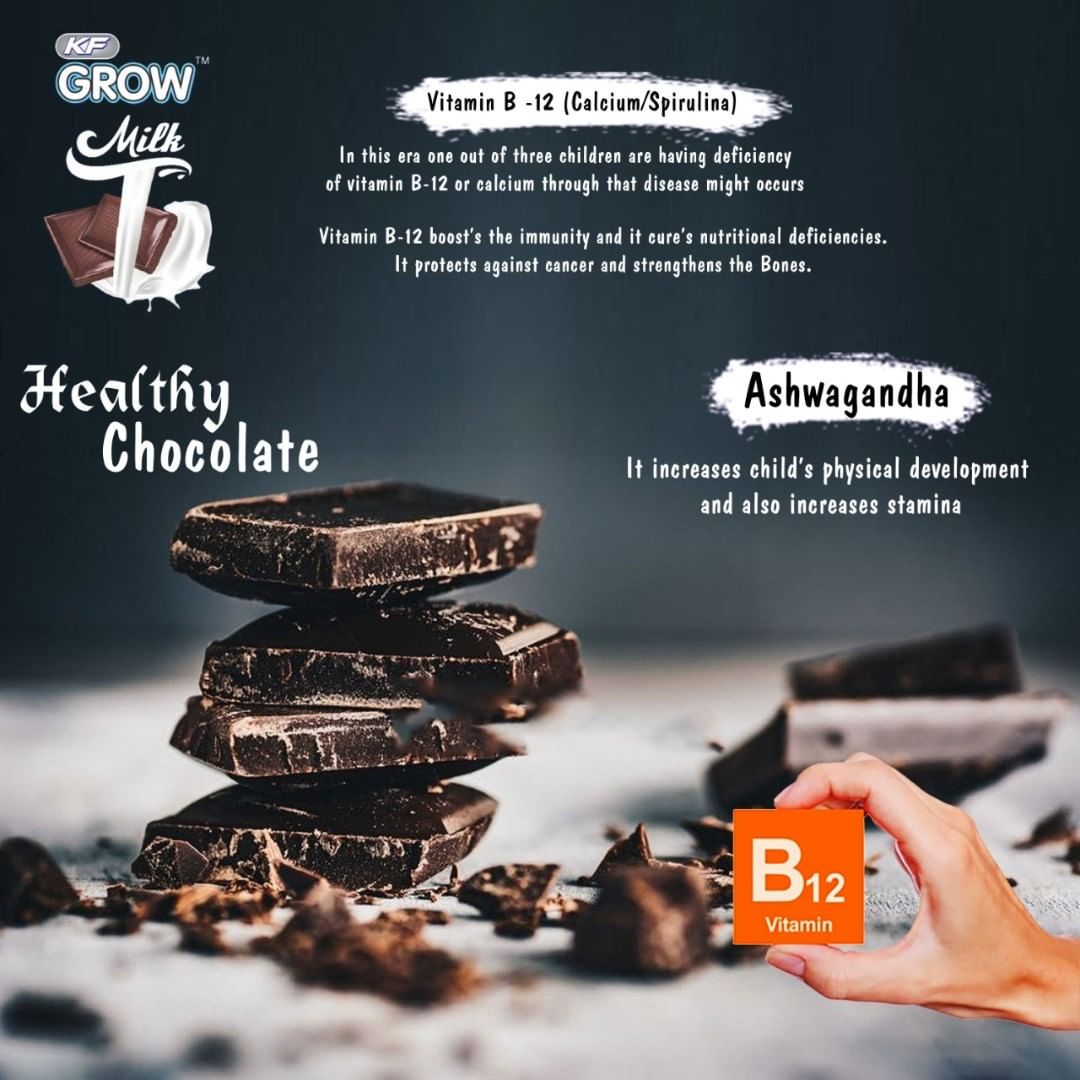 KF
GROW™
Milk
Vitamin B -12 (Calcium/Spirulina)
In this era one out of three children are having deficiency
of vitamin B-12 or calcium through that disease might occurs
Vitamin B-12 boost's the immunity and it cure's nutritional deficiencies.
It protects against cancer and strengthens the Bones.
Healthy
Chocolate
Ashwagandha
It increases child's physical development
and also increases stamina
B12
Vitamin